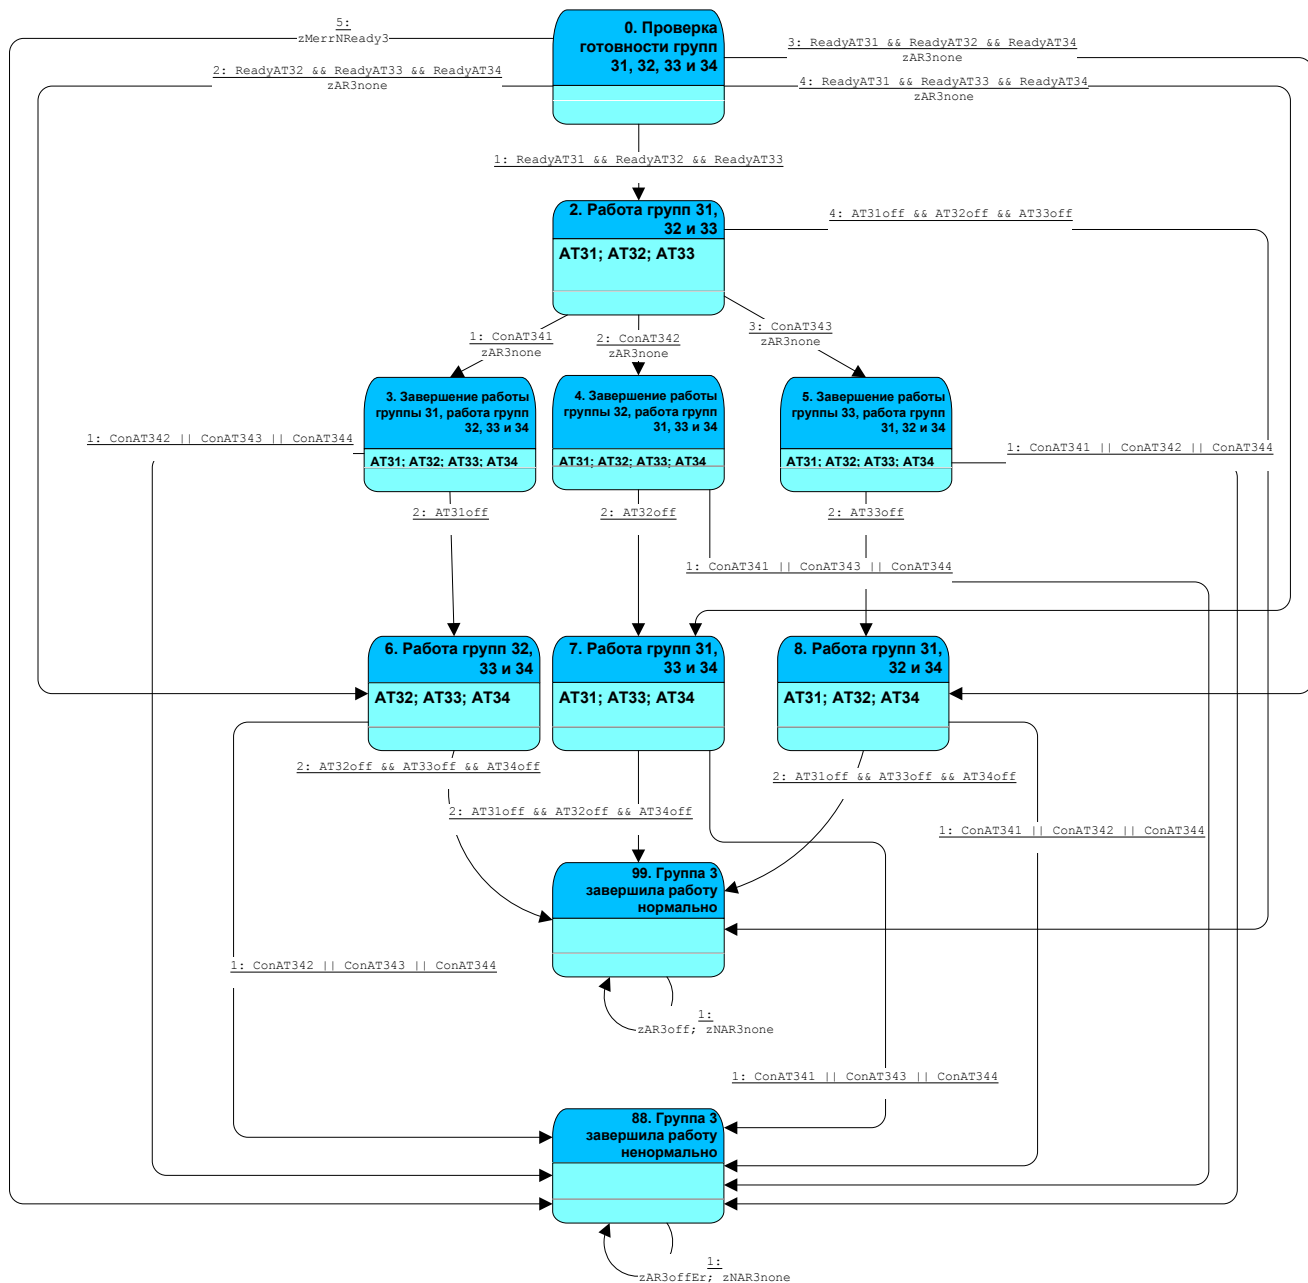 5:
zMerrNReady3
0. Проверка
готовности групп
31, 32, 33 и 34
3: ReadyAT31 && ReadyAT32 && ReadyAT34
zAR3none
2: ReadyAT32 && ReadyAT33 && ReadyAT34
zAR3none
4: ReadyAT31 && ReadyAT33 && ReadyAT34
zAR3none
1: ReadyAT31 && ReadyAT32 && ReadyAT33
2. Работа групп 31,
32 и 33
AT31; AT32; AT33
4: AT31off && AT32off && AT33off
1: ConAT341
zAR3none
2: ConAT342
zAR3none
3: ConAT343
zAR3none
3. Завершение работы
группы 31, работа групп
32, 33 и 34
AT31; AT32; AT33; AT34
4. Завершение работы
группы 32, работа групп
31, 33 и 34
AT31; AT32; AT33; AT34
5. Завершение работы
группы 33, работа групп
31, 32 и 34
AT31; AT32; AT33; AT34
1: ConAT342 || ConAT343 || ConAT344
1: ConAT341 || ConAT342 || ConAT344
2: AT31off
2: AT32off
2: AT33off
1: ConAT341 || ConAT343 || ConAT344
6. Работа групп 32,
33 и 34
AT32; AT33; AT34
7. Работа групп 31,
33 и 34
AT31; AT33; AT34
8. Работа групп 31,
32 и 34
AT31; AT32; AT34
2: AT32off && AT33off && AT34off
2: AT31off && AT32off && AT34off
2: AT31off && AT33off && AT34off
1: ConAT341 || ConAT342 || ConAT344
99. Группа 3
завершила работу
нормально
1: ConAT342 || ConAT343 || ConAT344
1:
zAR3off; zNAR3none
1: ConAT341 || ConAT343 || ConAT344
88. Группа 3
завершила работу
ненормально
1:
zAR3offEr; zNAR3none